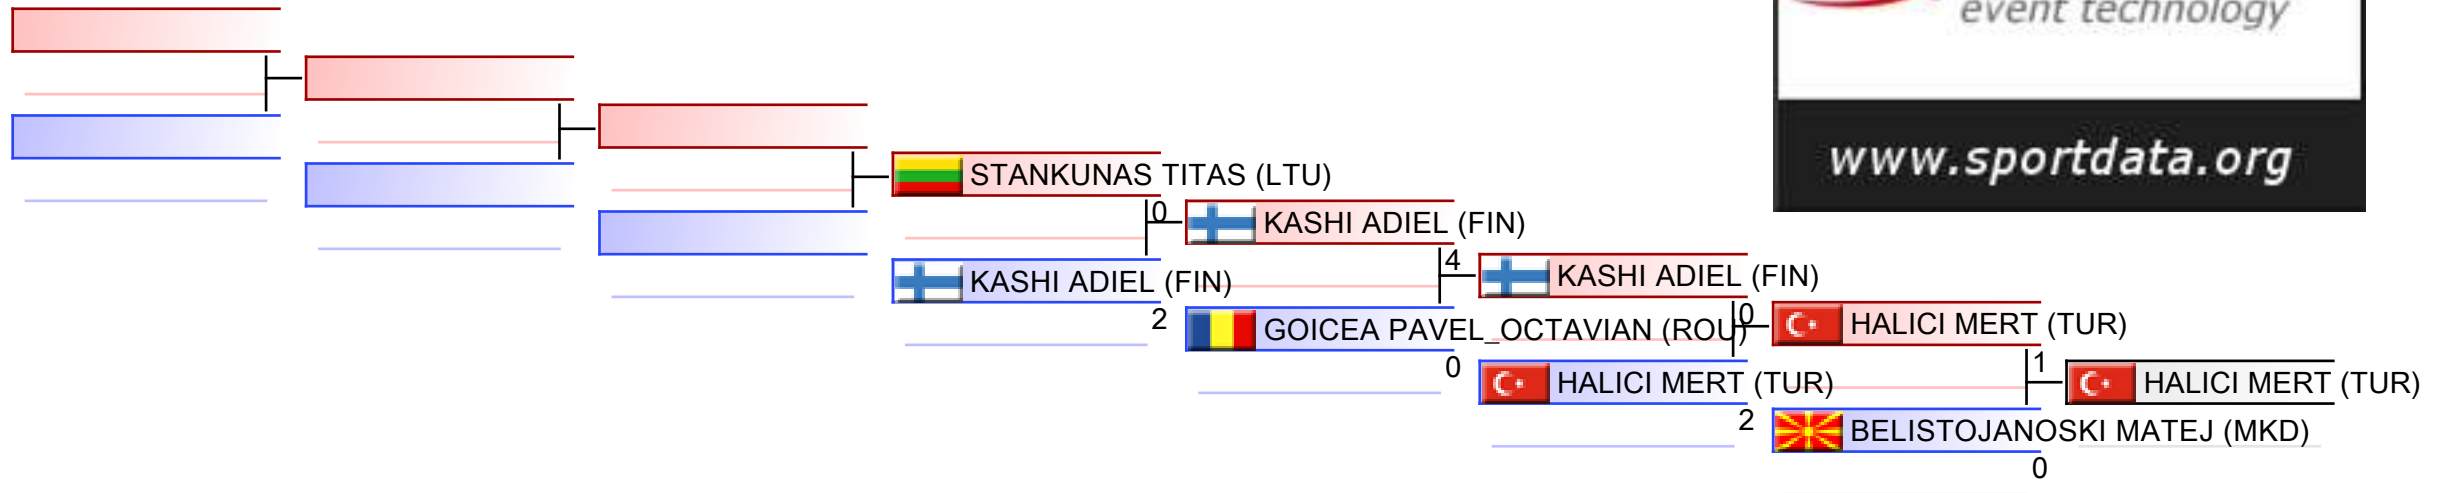 event technology
www.sportdata.org
STANKUNAS TITAS (LTU)
0
KASHI ADIEL (FIN)
2
KASHI ADIEL (FIN)
4
GOICEA PAVEL_OCTAVIAN (ROU)
0
KASHI ADIEL (FIN)
0
HALICI MERT (TUR)
2
HALICI MERT (TUR)
1
BELISTOJANOSKI MATEJ (MKD)
0
HALICI MERT (TUR)